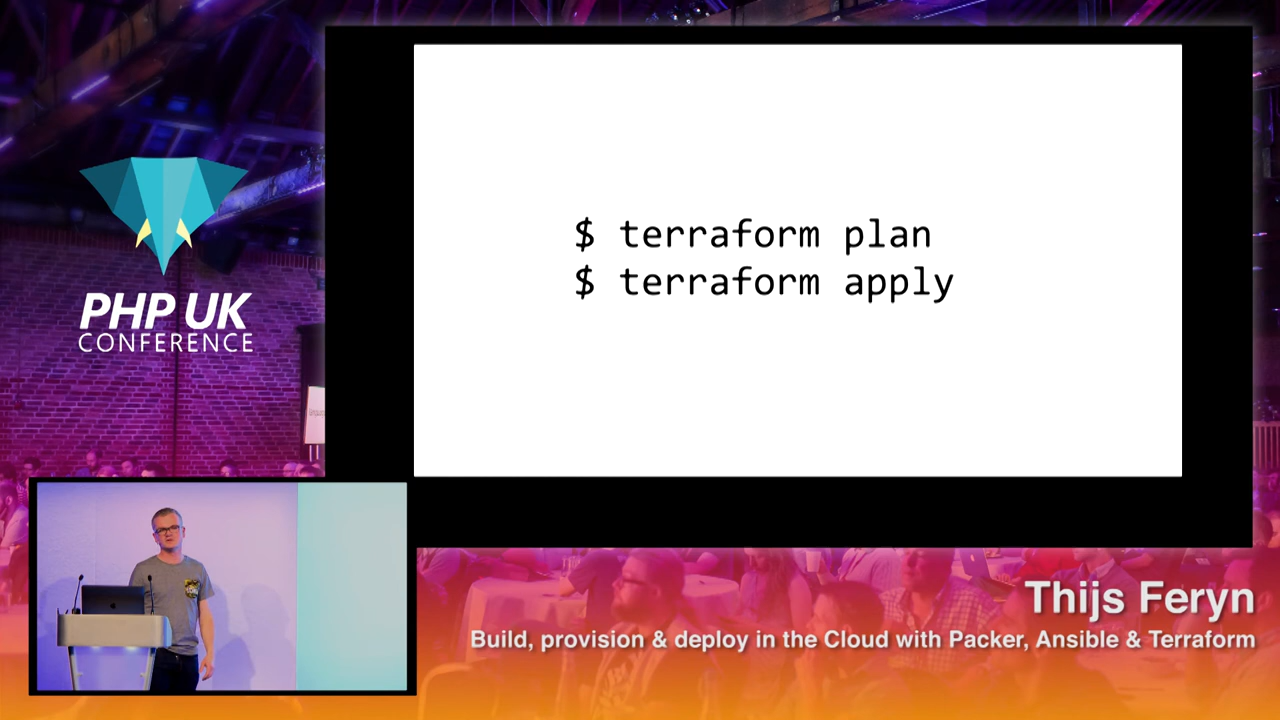 $ terraform plan
$ terraform apply
PHP UK
CONFERENCE
Thijs Feryn
Build, provision & deploy in the Cloud with Packer, Ansible & Terraform